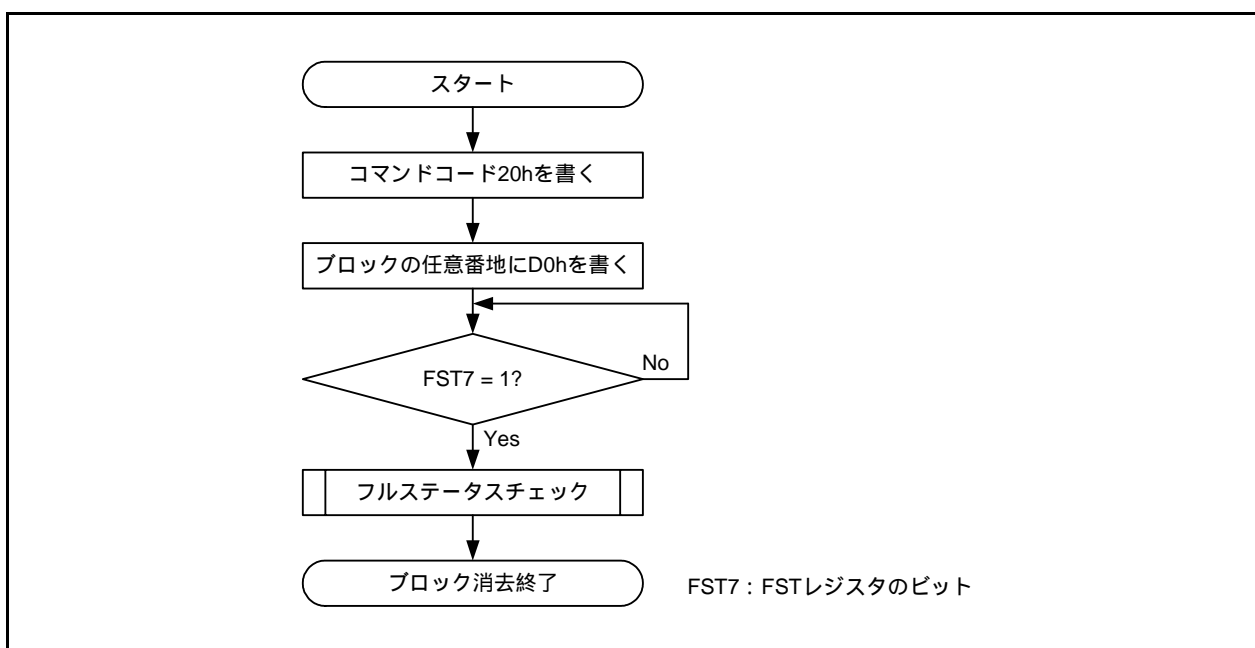 スタート
コマンドコード20hを書く
ブロックの任意番地にD0hを書く
FST7 = 1?
No
Yes
フルステータスチェック
ブロック消去終了
FST7：FSTレジスタのビット